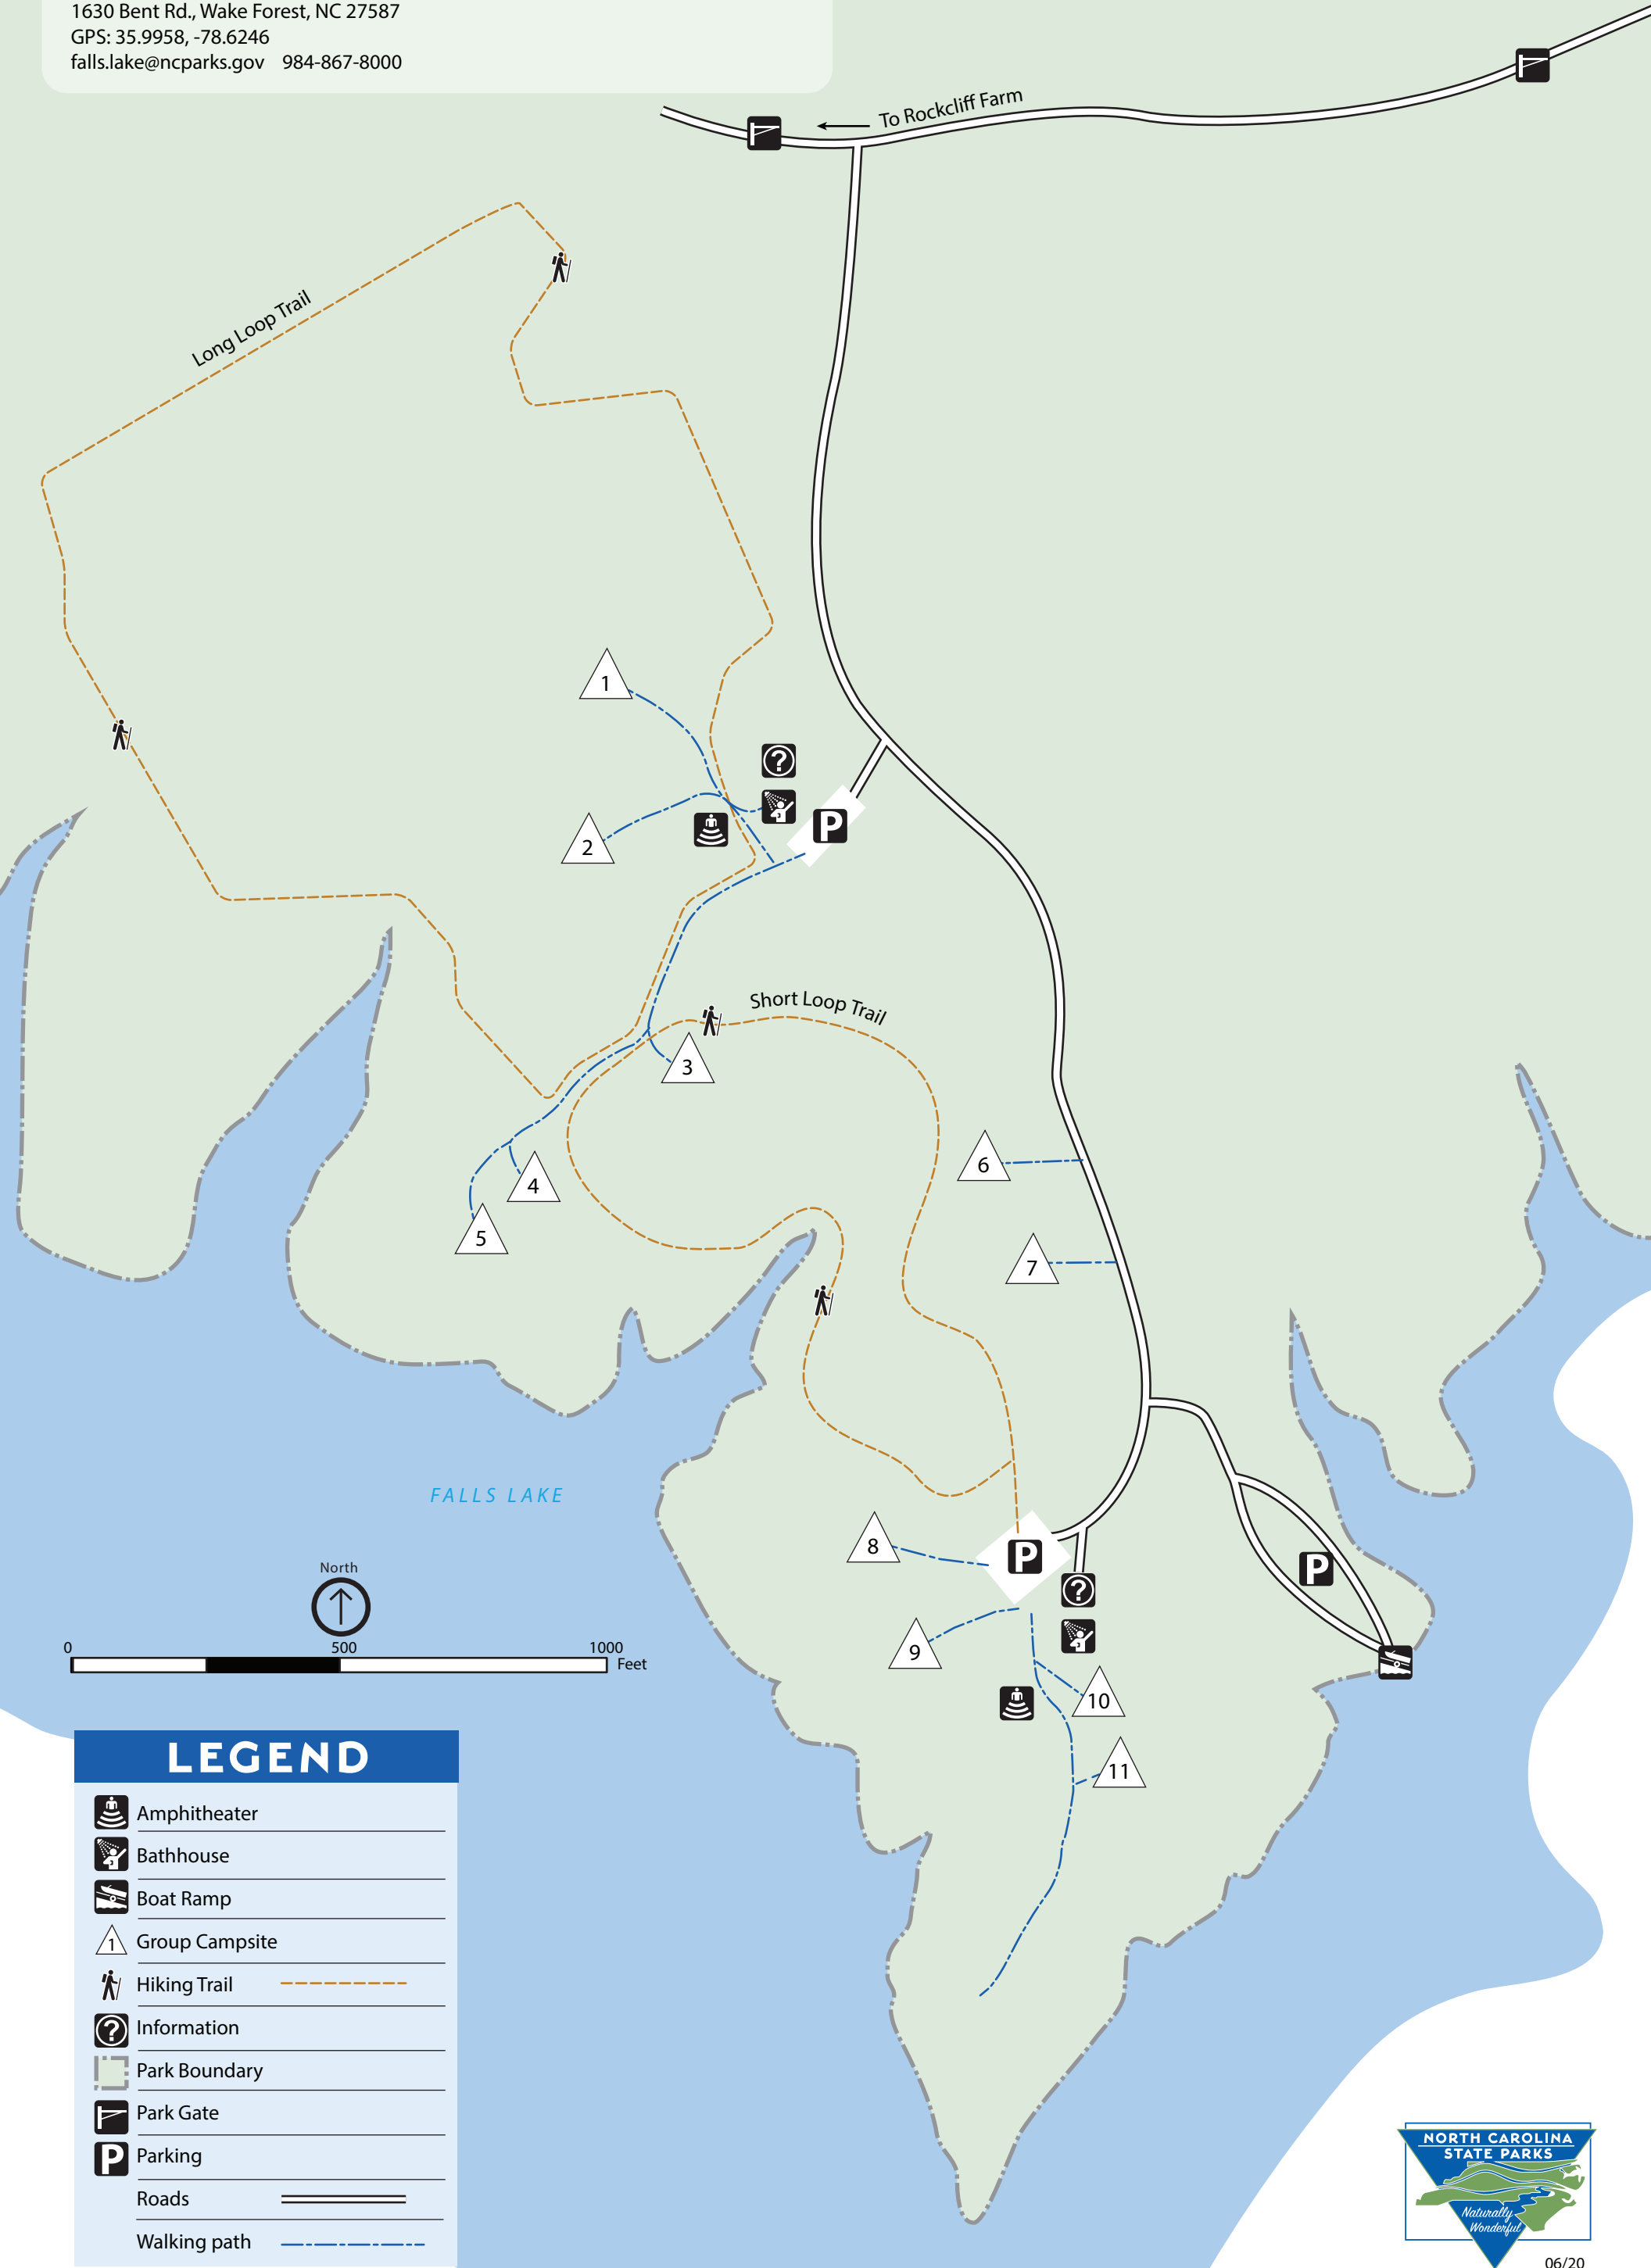 1630 Bent Rd., Wake Forest, NC 27587
GPS: 35.9958, -78.6246
falls.lake@ncparks.gov 984-867-8000
To Rockcliff Farm
Long Loop Trail
1
?
2
P
Short Loop Trail
3
6
4
5
7
FALLS LAKE
8
P
P
?
North
0 500 1000
Feet
9
10
11
LEGEND
Amphitheater
Bathhouse
Boat Ramp
1 Group Campsite
Hiking Trail
? Information
Park Boundary
Park Gate
P Parking
Roads
Walking path
NORTH CAROLINA
STATE PARKS
Naturally
Wonderful
06/20